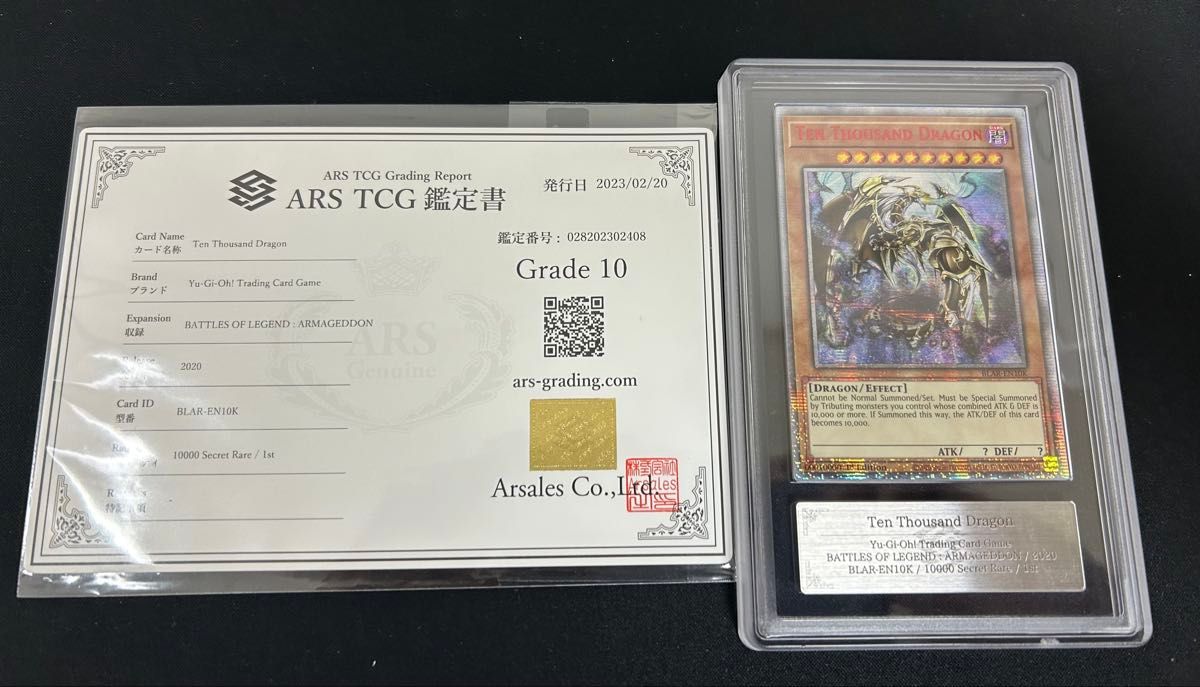 ARS TCG Grading Report
ARS TCG 鑑定書
発行日 2023/02/20
鑑定番号 : 028202302408
Grade 10
Card Name
カード名称
Ten Thousand Dragon
Brand
ブランド
Yu-Gi-Oh! Trading Card Game
Expansion
収録
BATTLES OF LEGEND : ARMAGEDDON
2020
Card ID
型番
BLAR-EN10K
10000 Secret Rare / 1st
-
ARS
Genuine
ars-grading.com
Arsales Co.,Ltd.
TEN THOUSAND DRAGON
闇
BLAR-EN10K
[DRAGON/EFFECT]
Cannot be Normal Summoned/Set. Must be Special Summoned
by Tributing monsters you control whose combined ATK & DEF is
10,000 or more. If Summoned this way, the ATK/DEF of this card
becomes 10,000.
ATK/ ? DEF/ ?
Edition
Ten Thousand Dragon
Yu-Gi-Oh! Trading Card Game
BATTLES OF LEGEND : ARMAGEDDON / 2020
BLAR-EN10K / 10000 Secret Rare / 1st